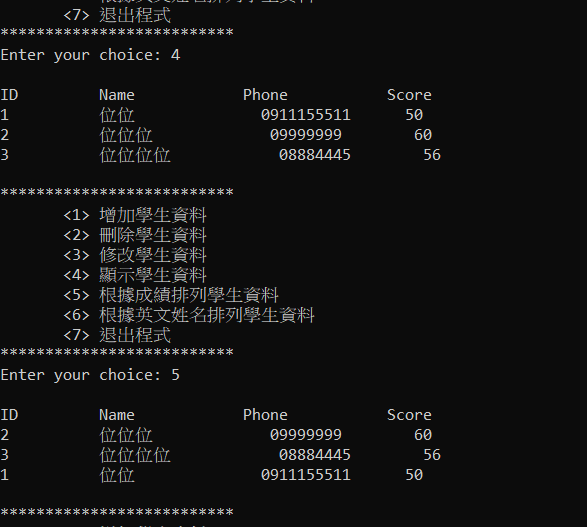 <7> 退出程式
**************************
Enter your choice: 4
ID Name Phone Score
1 位位 0911155511 50
2 位位位 09999999 60
3 位位位位 08884445 56
**************************
<1> 增加學生資料
<2> 刪除學生資料
<3> 修改學生資料
<4> 顯示學生資料
<5> 根據成績排列學生資料
<6> 根據英文姓名排列學生資料
<7> 退出程式
**************************
Enter your choice: 5
ID Name Phone Score
2 位位位 09999999 60
3 位位位位 08884445 56
1 位位 0911155511 50
**************************